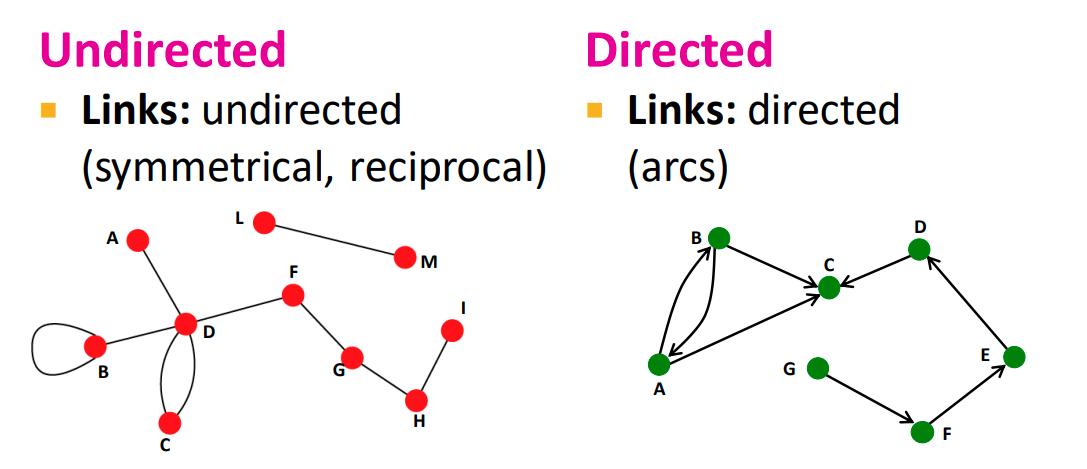 Undirected
Links: undirected
(symmetrical, reciprocal)
L
A
M
F
I
D
B
G
H
C
Directed
Links: directed
(arcs)
B
D
C
E
G
A
F